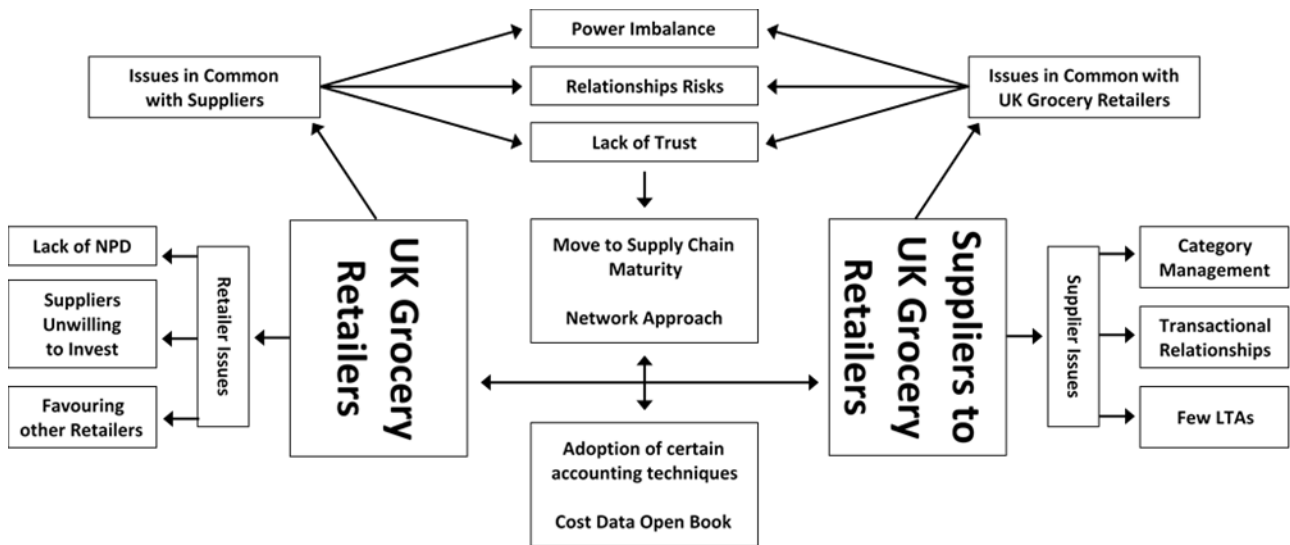 Power Imbalance
Issues in Common
with Suppliers
Relationships Risks
Issues in Common with
UK Grocery Retailers
Lack of Trust
Lack of NPD
Suppliers
Unwilling
to Invest
Favouring
other Retailers
Retailer Issues
UK Grocery
Retailers
Move to Supply Chain
Maturity
Network Approach
Adoption of certain
accounting techniques
Cost Data Open Book
Suppliers to
UK Grocery
Retailers
Supplier Issues
Category
Management
Transactional
Relationships
Few LTAs